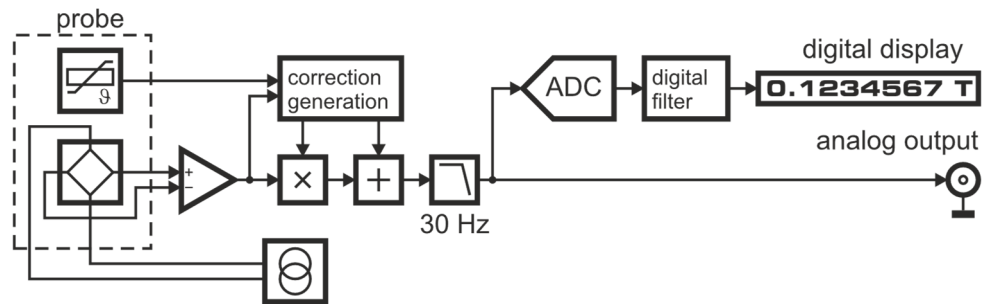 probe
ϑ
correction
generation
+
−
×
+
30 Hz
ADC
digital
filter
digital display
0.1234567 T
analog output